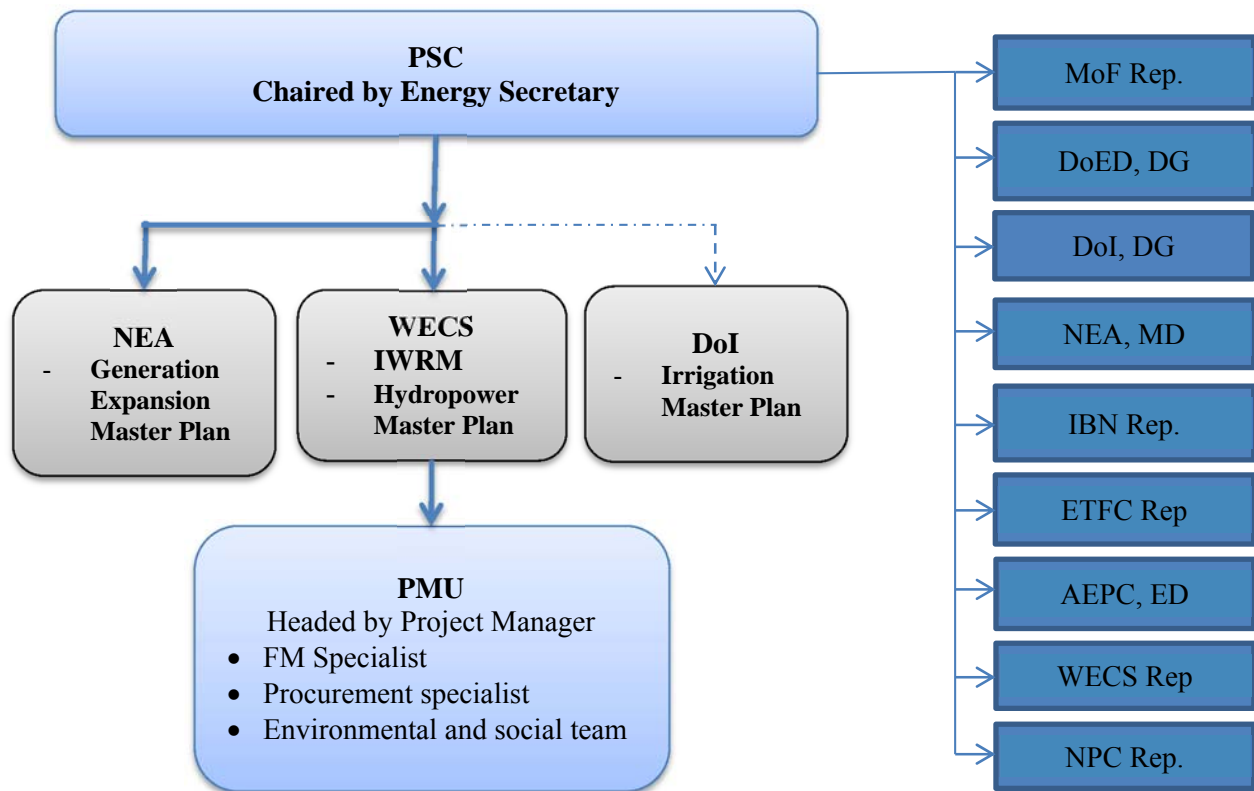 PSC
Chaired by Energy Secretary
NEA
- Generation
Expansion
Master Plan
WECS
- IWRM
- Hydropower
Master Plan
DoI
- Irrigation
Master Plan
PMU
Headed by Project Manager
• FM Specialist
• Procurement specialist
• Environmental and social team
MoF Rep.
DoED, DG
DoI, DG
NEA, MD
IBN Rep.
ETFC Rep
AEPC, ED
WECS Rep
NPC Rep.